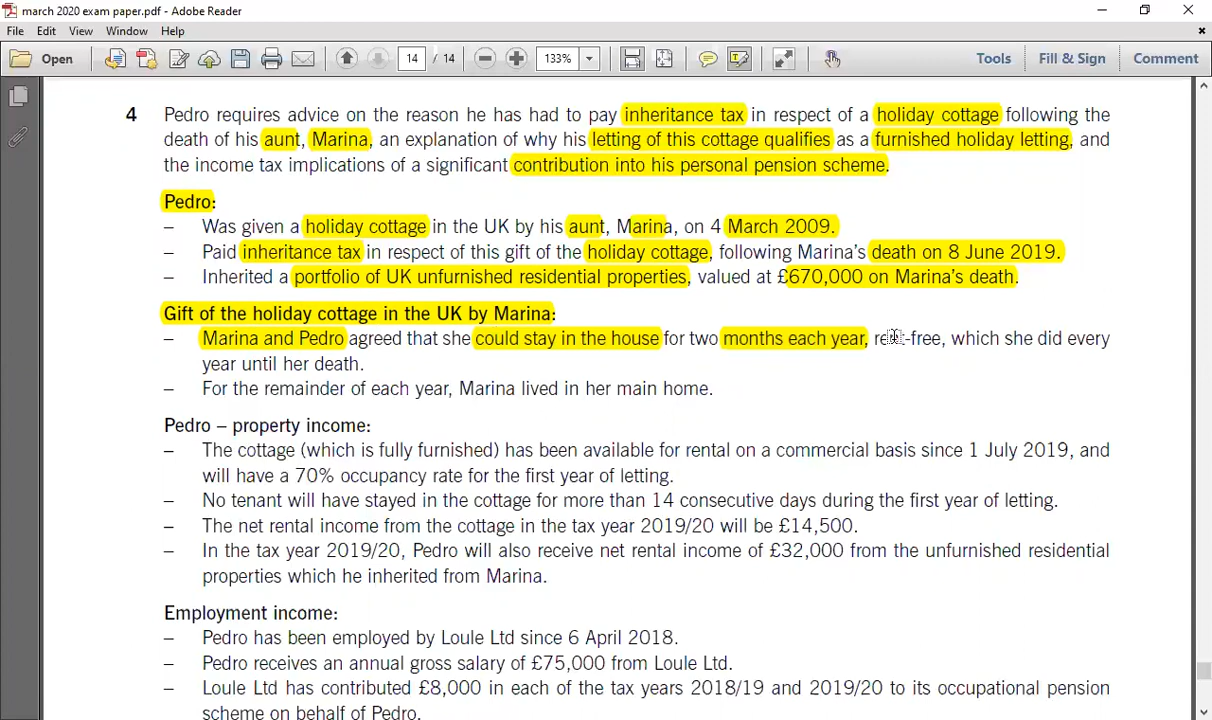 march 2020 exam paper.pdf - Adobe Reader
File Edit View Window Help
Open 14 / 14 133% Tools Fill & Sign Comment
4 Pedro requires advice on the reason he has had to pay inheritance tax in respect of a holiday cottage following the
death of his aunt, Marina, an explanation of why his letting of this cottage qualifies as a furnished holiday letting, and
the income tax implications of a significant contribution into his personal pension scheme.
Pedro:
– Was given a holiday cottage in the UK by his aunt, Marina, on 4 March 2009.
– Paid inheritance tax in respect of this gift of the holiday cottage, following Marina's death on 8 June 2019.
– Inherited a portfolio of UK unfurnished residential properties, valued at £670,000 on Marina's death.
Gift of the holiday cottage in the UK by Marina:
– Marina and Pedro agreed that she could stay in the house for two months each year, rent-free, which she did every
year until her death.
– For the remainder of each year, Marina lived in her main home.
Pedro – property income:
– The cottage (which is fully furnished) has been available for rental on a commercial basis since 1 July 2019, and
will have a 70% occupancy rate for the first year of letting.
– No tenant will have stayed in the cottage for more than 14 consecutive days during the first year of letting.
– The net rental income from the cottage in the tax year 2019/20 will be £14,500.
– In the tax year 2019/20, Pedro will also receive net rental income of £32,000 from the unfurnished residential
properties which he inherited from Marina.
Employment income:
– Pedro has been employed by Loule Ltd since 6 April 2018.
– Pedro receives an annual gross salary of £75,000 from Loule Ltd.
– Loule Ltd has contributed £8,000 in each of the tax years 2018/19 and 2019/20 to its occupational pension
scheme on behalf of Pedro.